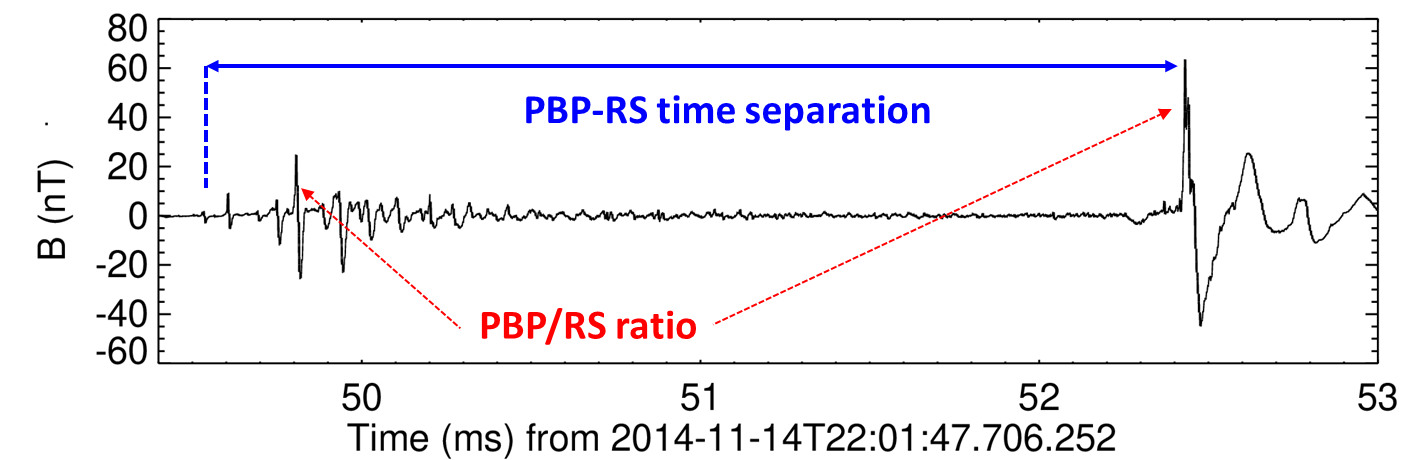 80
60
40
20
0
-20
-40
-60
B (nT)
PBP-RS time separation
PBP/RS ratio
50 51 52 53
Time (ms) from 2014-11-14T22:01:47.706.252